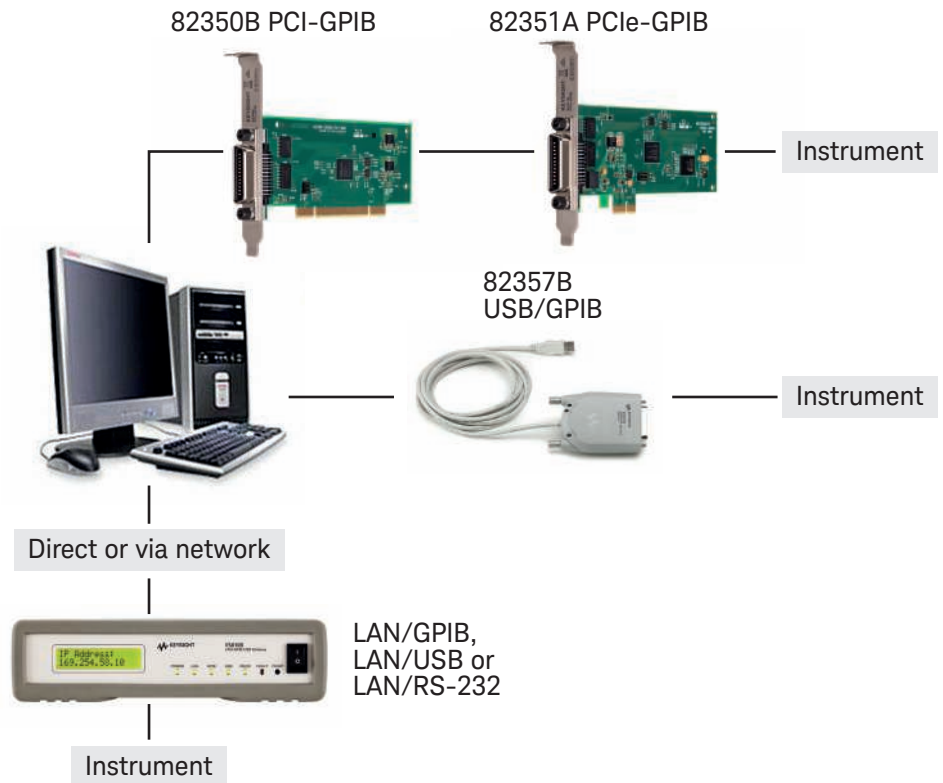 82350B PCI-GPIB
82351A PCIe-GPIB
Instrument
82357B
USB/GPIB
Instrument
Direct or via network
IP Address:
169.254.58.10
KEYSIGHT
LAN/GPIB,
LAN/USB or
LAN/RS-232
Instrument